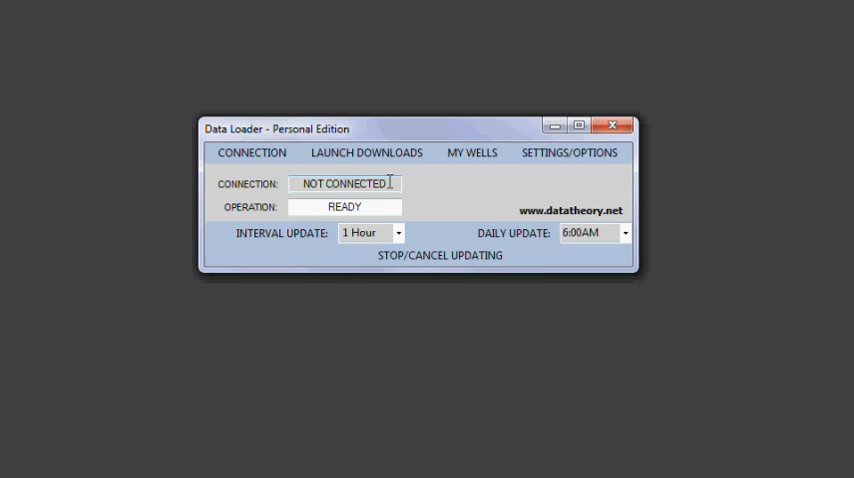 Data Loader - Personal Edition
CONNECTION LAUNCH DOWNLOADS MY WELLS SETTINGS/OPTIONS
CONNECTION: NOT CONNECTED
OPERATION: READY
www.datatheory.net
INTERVAL UPDATE: 1 Hour DAILY UPDATE: 6:00AM
STOP/CANCEL UPDATING